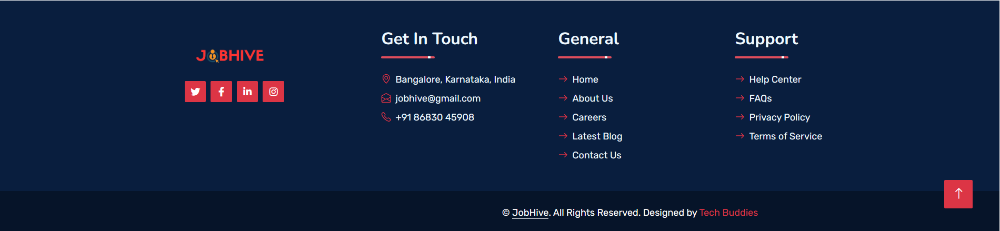 JOBHIVE
Get In Touch
Bangalore, Karnataka, India
jobhive@gmail.com
+91 86830 45908
General
Home
About Us
Careers
Latest Blog
Contact Us
Support
Help Center
FAQs
Privacy Policy
Terms of Service
© JobHive. All Rights Reserved. Designed by Tech Buddies